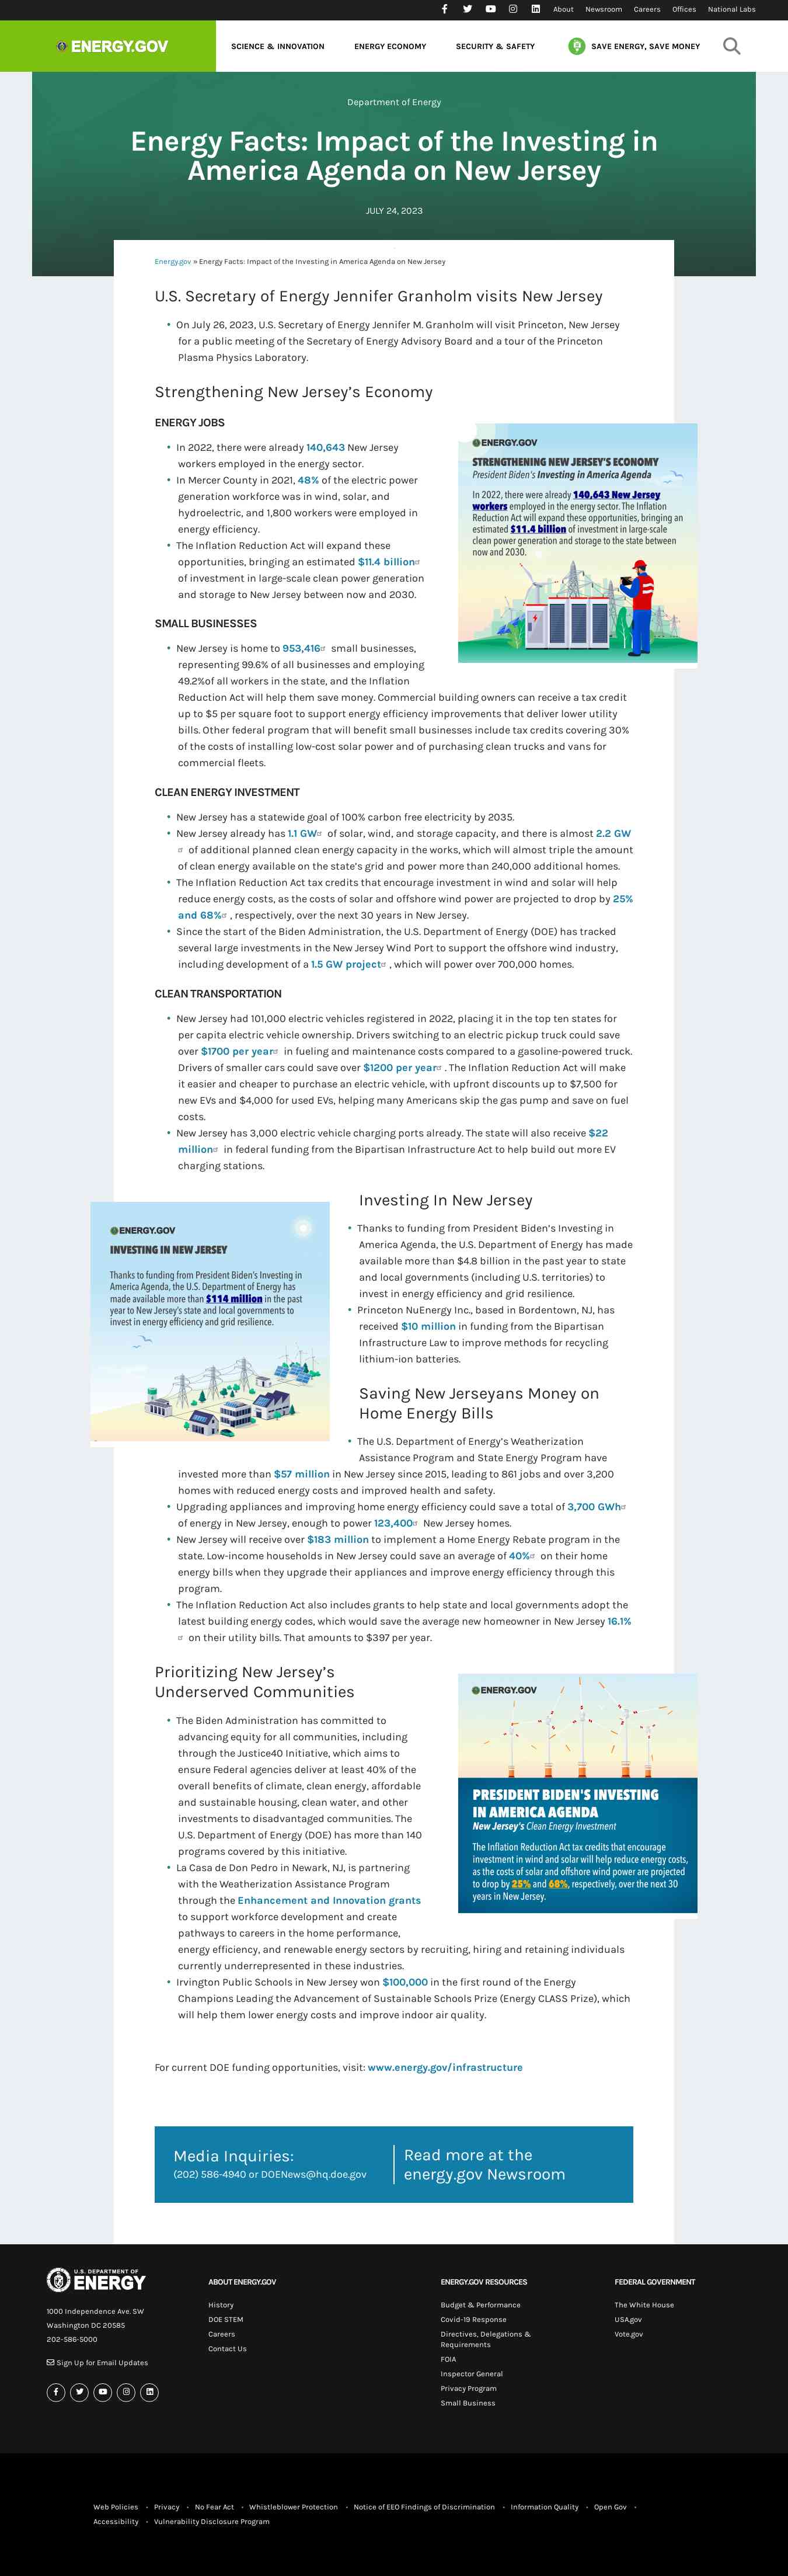 About Newsroom Careers Offices National Labs
ENERGY.GOV
SCIENCE & INNOVATION ENERGY ECONOMY SECURITY & SAFETY SAVE ENERGY, SAVE MONEY
Department of Energy
Energy Facts: Impact of the Investing in
America Agenda on New Jersey
JULY 24, 2023
Energy.gov » Energy Facts: Impact of the Investing in America Agenda on New Jersey
U.S. Secretary of Energy Jennifer Granholm visits New Jersey
• On July 26, 2023, U.S. Secretary of Energy Jennifer M. Granholm will visit Princeton, New Jersey
for a public meeting of the Secretary of Energy Advisory Board and a tour of the Princeton
Plasma Physics Laboratory.
Strengthening New Jersey’s Economy
ENERGY JOBS
• In 2022, there were already 140,643 New Jersey
workers employed in the energy sector.
• In Mercer County in 2021, 48% of the electric power
generation workforce was in wind, solar, and
hydroelectric, and 1,800 workers were employed in
energy efficiency.
• The Inflation Reduction Act will expand these
opportunities, bringing an estimated $11.4 billion
of investment in large-scale clean power generation
and storage to New Jersey between now and 2030.
ENERGY.GOV
STRENGTHENING NEW JERSEY'S ECONOMY
President Biden's Investing in America Agenda
In 2022, there were already 140,643 New Jersey
workers employed in the energy sector. The Inflation
Reduction Act will expand these opportunities, bringing an
estimated $11.4 billion of investment in large-scale
clean power generation and storage to the state between
now and 2030.
SMALL BUSINESSES
• New Jersey is home to 953,416 small businesses,
representing 99.6% of all businesses and employing
49.2%of all workers in the state, and the Inflation
Reduction Act will help them save money. Commercial building owners can receive a tax credit
up to $5 per square foot to support energy efficiency improvements that deliver lower utility
bills. Other federal program that will benefit small businesses include tax credits covering 30%
of the costs of installing low-cost solar power and of purchasing clean trucks and vans for
commercial fleets.
CLEAN ENERGY INVESTMENT
• New Jersey has a statewide goal of 100% carbon free electricity by 2035.
• New Jersey already has 1.1 GW of solar, wind, and storage capacity, and there is almost 2.2 GW
of additional planned clean energy capacity in the works, which will almost triple the amount
of clean energy available on the state’s grid and power more than 240,000 additional homes.
• The Inflation Reduction Act tax credits that encourage investment in wind and solar will help
reduce energy costs, as the costs of solar and offshore wind power are projected to drop by 25%
and 68% , respectively, over the next 30 years in New Jersey.
• Since the start of the Biden Administration, the U.S. Department of Energy (DOE) has tracked
several large investments in the New Jersey Wind Port to support the offshore wind industry,
including development of a 1.5 GW project , which will power over 700,000 homes.
CLEAN TRANSPORTATION
• New Jersey had 101,000 electric vehicles registered in 2022, placing it in the top ten states for
per capita electric vehicle ownership. Drivers switching to an electric pickup truck could save
over $1700 per year in fueling and maintenance costs compared to a gasoline-powered truck.
Drivers of smaller cars could save over $1200 per year . The Inflation Reduction Act will make
it easier and cheaper to purchase an electric vehicle, with upfront discounts up to $7,500 for
new EVs and $4,000 for used EVs, helping many Americans skip the gas pump and save on fuel
costs.
• New Jersey has 3,000 electric vehicle charging ports already. The state will also receive $22
million in federal funding from the Bipartisan Infrastructure Act to help build out more EV
charging stations.
ENERGY.GOV
INVESTING IN NEW JERSEY
Thanks to funding from President Biden's Investing in
America Agenda, the U.S. Department of Energy has
made available more than $114 million in the past
year to New Jersey's state and local governments to
invest in energy efficiency and grid resilience.
Investing In New Jersey
• Thanks to funding from President Biden’s Investing in
America Agenda, the U.S. Department of Energy has made
available more than $4.8 billion in the past year to state
and local governments (including U.S. territories) to
invest in energy efficiency and grid resilience.
• Princeton NuEnergy Inc., based in Bordentown, NJ, has
received $10 million in funding from the Bipartisan
Infrastructure Law to improve methods for recycling
lithium-ion batteries.
Saving New Jerseyans Money on
Home Energy Bills
• The U.S. Department of Energy’s Weatherization
Assistance Program and State Energy Program have
invested more than $57 million in New Jersey since 2015, leading to 861 jobs and over 3,200
homes with reduced energy costs and improved health and safety.
• Upgrading appliances and improving home energy efficiency could save a total of 3,700 GWh
of energy in New Jersey, enough to power 123,400 New Jersey homes.
• New Jersey will receive over $183 million to implement a Home Energy Rebate program in the
state. Low-income households in New Jersey could save an average of 40% on their home
energy bills when they upgrade their appliances and improve energy efficiency through this
program.
• The Inflation Reduction Act also includes grants to help state and local governments adopt the
latest building energy codes, which would save the average new homeowner in New Jersey 16.1%
on their utility bills. That amounts to $397 per year.
Prioritizing New Jersey’s
Underserved Communities
• The Biden Administration has committed to
advancing equity for all communities, including
through the Justice40 Initiative, which aims to
ensure Federal agencies deliver at least 40% of the
overall benefits of climate, clean energy, affordable
and sustainable housing, clean water, and other
investments to disadvantaged communities. The
U.S. Department of Energy (DOE) has more than 140
programs covered by this initiative.
ENERGY.GOV
PRESIDENT BIDEN'S INVESTING
IN AMERICA AGENDA
New Jersey's Clean Energy Investment
The Inflation Reduction Act tax credits that encourage
investment in wind and solar will help reduce energy costs,
as the costs of solar and offshore wind power are projected
to drop by 25% and 68%, respectively, over the next 30
years in New Jersey.
• La Casa de Don Pedro in Newark, NJ, is partnering
with the Weatherization Assistance Program
through the Enhancement and Innovation grants
to support workforce development and create
pathways to careers in the home performance,
energy efficiency, and renewable energy sectors by recruiting, hiring and retaining individuals
currently underrepresented in these industries.
• Irvington Public Schools in New Jersey won $100,000 in the first round of the Energy
Champions Leading the Advancement of Sustainable Schools Prize (Energy CLASS Prize), which
will help them lower energy costs and improve indoor air quality.
For current DOE funding opportunities, visit: www.energy.gov/infrastructure
Media Inquiries:
(202) 586-4940 or DOENews@hq.doe.gov
Read more at the
energy.gov Newsroom
U.S. DEPARTMENT OF
ENERGY
1000 Independence Ave. SW
Washington DC 20585
202-586-5000
Sign Up for Email Updates
ABOUT ENERGY.GOV
History
DOE STEM
Careers
Contact Us
ENERGY.GOV RESOURCES
Budget & Performance
Covid-19 Response
Directives, Delegations &
Requirements
FOIA
Inspector General
Privacy Program
Small Business
FEDERAL GOVERNMENT
The White House
USA.gov
Vote.gov
Web Policies • Privacy • No Fear Act • Whistleblower Protection • Notice of EEO Findings of Discrimination • Information Quality • Open Gov •
Accessibility • Vulnerability Disclosure Program